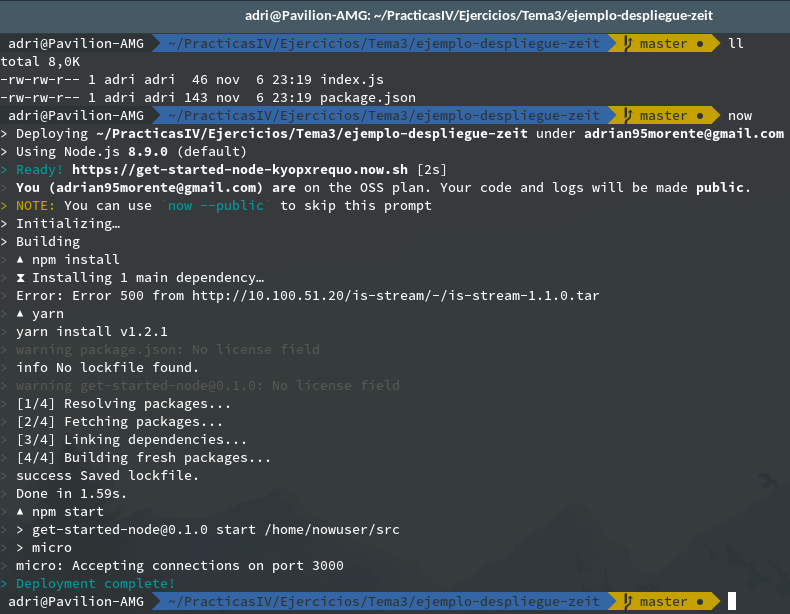 adri@Pavilion-AMG: ~/PracticasIV/Ejercicios/Tema3/ejemplo-despliegue-zeit
adri@Pavilion-AMG ~/PracticasIV/Ejercicios/Tema3/ejemplo-despliegue-zeit master ● ll
total 8,0K
-rw-rw-r-- 1 adri adri  46 nov  6 23:19 index.js
-rw-rw-r-- 1 adri adri 143 nov  6 23:19 package.json
adri@Pavilion-AMG ~/PracticasIV/Ejercicios/Tema3/ejemplo-despliegue-zeit master ● now
> Deploying ~/PracticasIV/Ejercicios/Tema3/ejemplo-despliegue-zeit under adrian95morente@gmail.com
> Using Node.js 8.9.0 (default)
> Ready! https://get-started-node-kyopxrequo.now.sh [2s]
> You (adrian95morente@gmail.com) are on the OSS plan. Your code and logs will be made public.
> NOTE: You can use `now --public` to skip this prompt
> Initializing…
> Building
> ▲ npm install
> ⧗ Installing 1 main dependency…
> Error: Error 500 from http://10.100.51.20/is-stream/-/is-stream-1.1.0.tar
> ▲ yarn
> yarn install v1.2.1
> warning package.json: No license field
> info No lockfile found.
> warning get-started-node@0.1.0: No license field
> [1/4] Resolving packages...
> [2/4] Fetching packages...
> [3/4] Linking dependencies...
> [4/4] Building fresh packages...
> success Saved lockfile.
> Done in 1.59s.
> ▲ npm start
> > get-started-node@0.1.0 start /home/nowuser/src
> > micro
> micro: Accepting connections on port 3000
> Deployment complete!
adri@Pavilion-AMG ~/PracticasIV/Ejercicios/Tema3/ejemplo-despliegue-zeit master ●